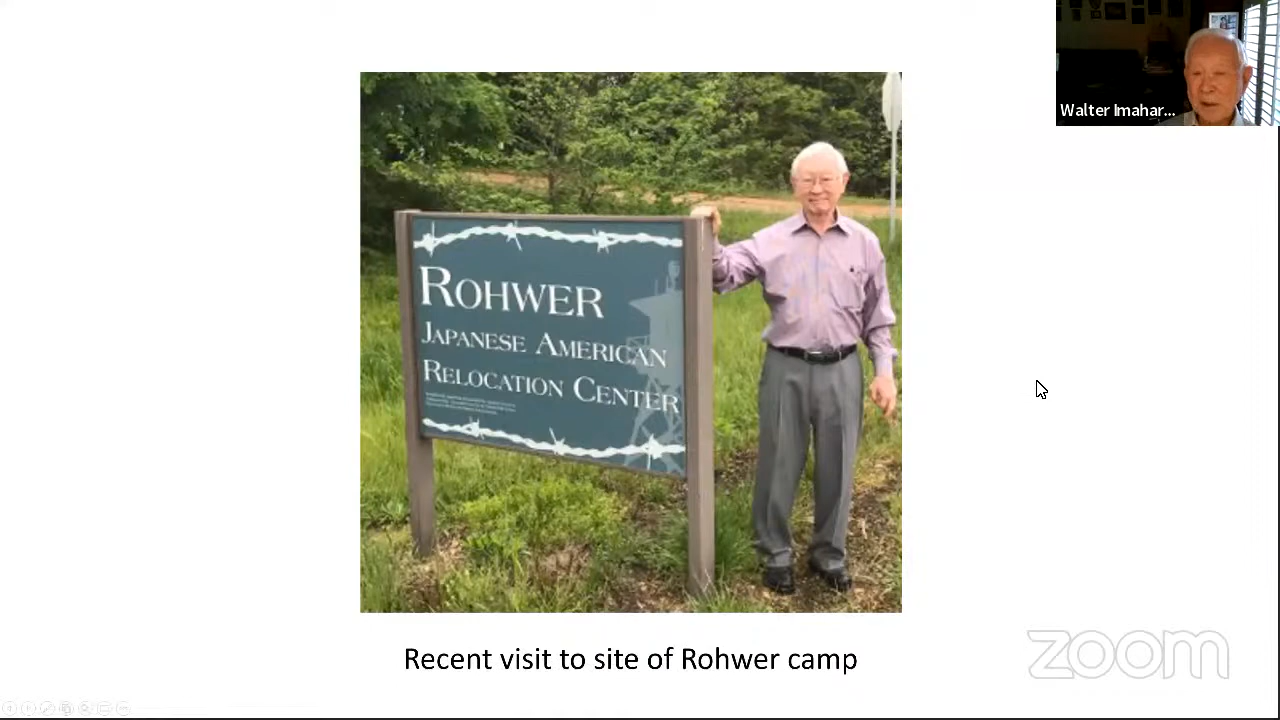 Walter Imahar...
ROHWER
JAPANESE AMERICAN
RELOCATION CENTER
Recent visit to site of Rohwer camp
zoom